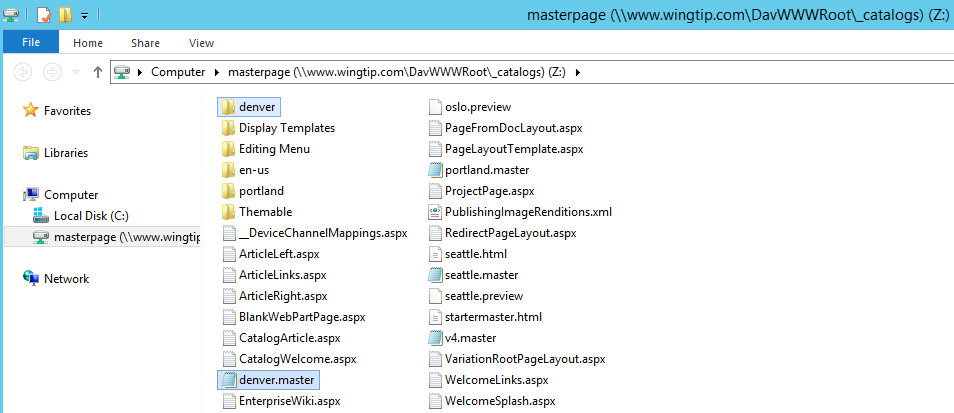 masterpage (\\www.wingtip.com\DavWWWRoot\_catalogs) (Z:)
File Home Share View
Computer masterpage (\\www.wingtip.com\DavWWWRoot\_catalogs) (Z:)
Favorites
Libraries
Computer
Local Disk (C:)
masterpage (\\www.wingtip
Network
denver
Display Templates
Editing Menu
en-us
portland
Themable
__DeviceChannelMappings.aspx
ArticleLeft.aspx
ArticleLinks.aspx
ArticleRight.aspx
BlankWebPartPage.aspx
CatalogArticle.aspx
CatalogWelcome.aspx
denver.master
EnterpriseWiki.aspx
oslo.preview
PageFromDocLayout.aspx
PageLayoutTemplate.aspx
portland.master
ProjectPage.aspx
PublishingImageRenditions.xml
RedirectPageLayout.aspx
seattle.html
seattle.master
seattle.preview
startermaster.html
v4.master
VariationRootPageLayout.aspx
WelcomeLinks.aspx
WelcomeSplash.aspx